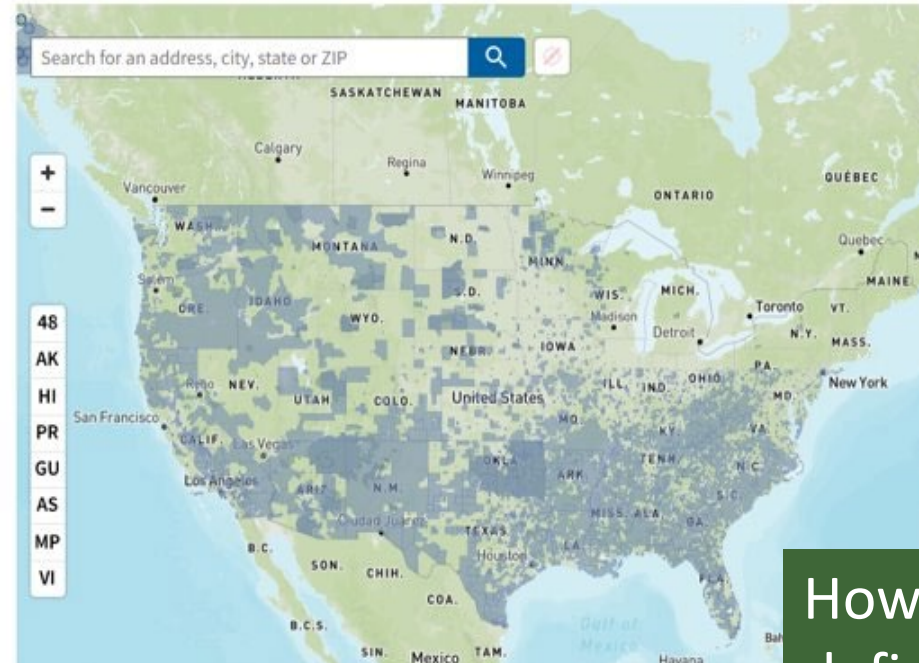 Search for an address, city, state or ZIP
SASKATCHEWAN
MANITOBA
Calgary
Regina
Winnipeg
Vancouver
ONTARIO
QUÉBEC
+
−
WASH.
MONTANA
N.D.
MINN.
Quebec
MAINE
Salem
ORE.
IDAHO
S.D.
WIS.
MICH.
Toronto
VT.
48
WYO.
Madison
Detroit
N.Y.
MASS.
AK
NEBR.
IOWA
PA.
HI
Reno
NEV.
UTAH
COLO.
United States
ILL.
IND.
OHIO
MD.
New York
PR
San Francisco
CALIF.
Las Vegas
MO.
KY.
VA.
GU
Los Angeles
ARIZ.
N.M.
OKLA.
ARK.
TENN.
N.C.
AS
S.C.
MP
Ciudad Juárez
TEXAS
MISS.
ALA.
GA.
VI
B.C.
SON.
CHIH.
Houston
LA.
FLA.
COA.
B.C.S.
Gulf of
Mexico
SIN.
Mexico
TAM.
Havana
How